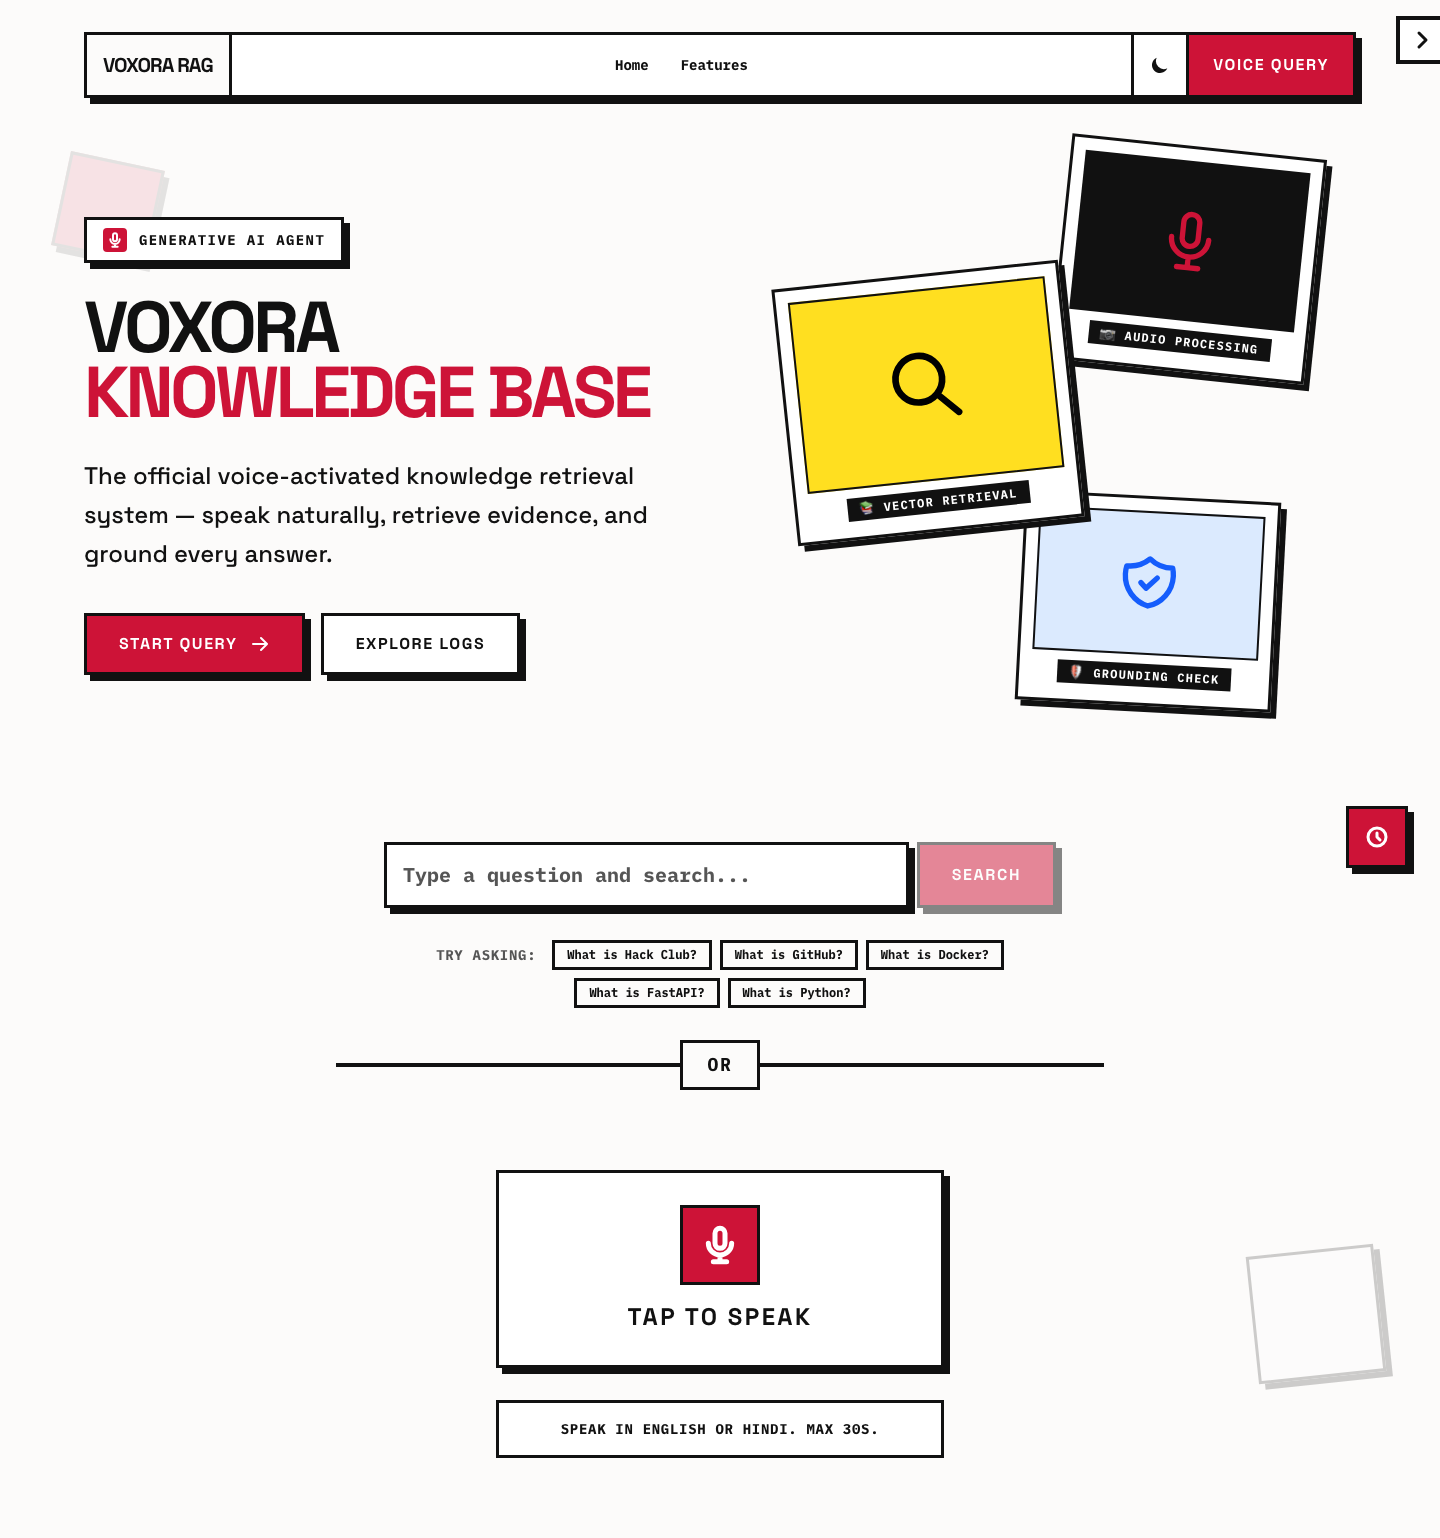 VOXORA RAG
Home
Features
VOICE QUERY
GENERATIVE AI AGENT
VOXORA
KNOWLEDGE BASE
The official voice-activated knowledge retrieval
system — speak naturally, retrieve evidence, and
ground every answer.
START QUERY
EXPLORE LOGS
AUDIO PROCESSING
VECTOR RETRIEVAL
GROUNDING CHECK
Type a question and search...
SEARCH
TRY ASKING:
What is Hack Club?
What is GitHub?
What is Docker?
What is FastAPI?
What is Python?
OR
TAP TO SPEAK
SPEAK IN ENGLISH OR HINDI. MAX 30S.